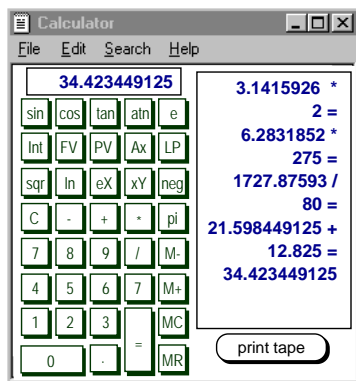 Calculator
File Edit Search Help
34.423449125
sin cos tan atn e
Int FV PV Ax LP
sqr ln eX xY neg
C - + * pi
7 8 9 / M-
4 5 6 7 M+
1 2 3 = MC
0 . MR
3.1415926 *
2 =
6.2831852 *
275 =
1727.87593 /
80 =
21.598449125 +
12.825 =
34.423449125
print tape